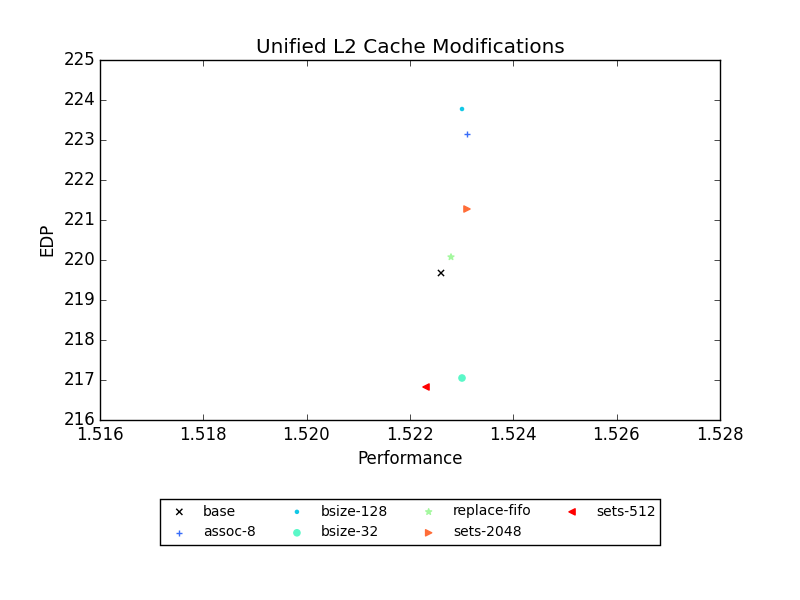 Unified L2 Cache Modifications
225
224
223
222
221
220
219
218
217
216
EDP
1.516 1.518 1.520 1.522 1.524 1.526 1.528
Performance
base bsize-128 replace-fifo sets-512
assoc-8 bsize-32 sets-2048